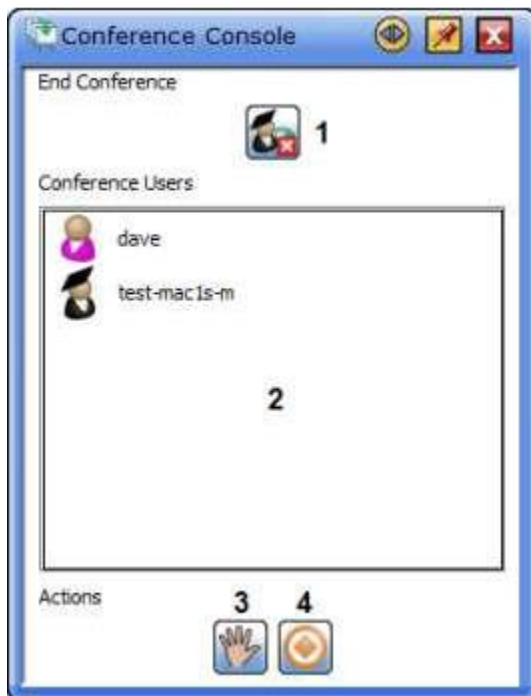 Conference Console
End Conference
1
Conference Users
dave
test-mac1s-m
2
Actions
3 4